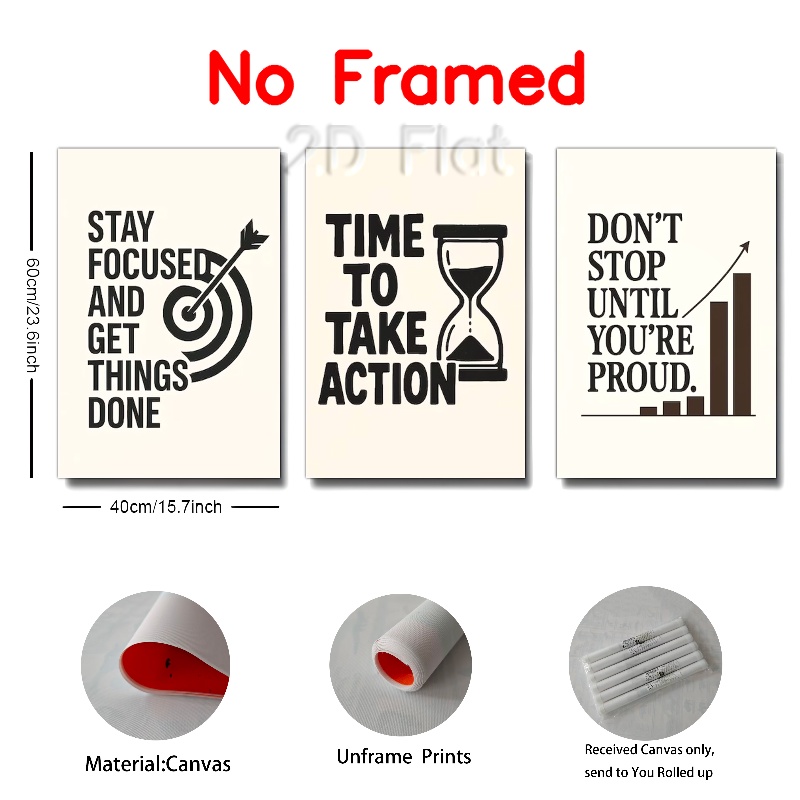 No Framed
2D Flat
60cm/23.6inch
STAY
FOCUSED
AND
GET
THINGS
DONE
TIME
TO
TAKE
ACTION
DON'T
STOP
UNTIL
YOU'RE
PROUD.
40cm/15.7inch
Material:Canvas
Unframe Prints
Received Canvas only,
send to You Rolled up